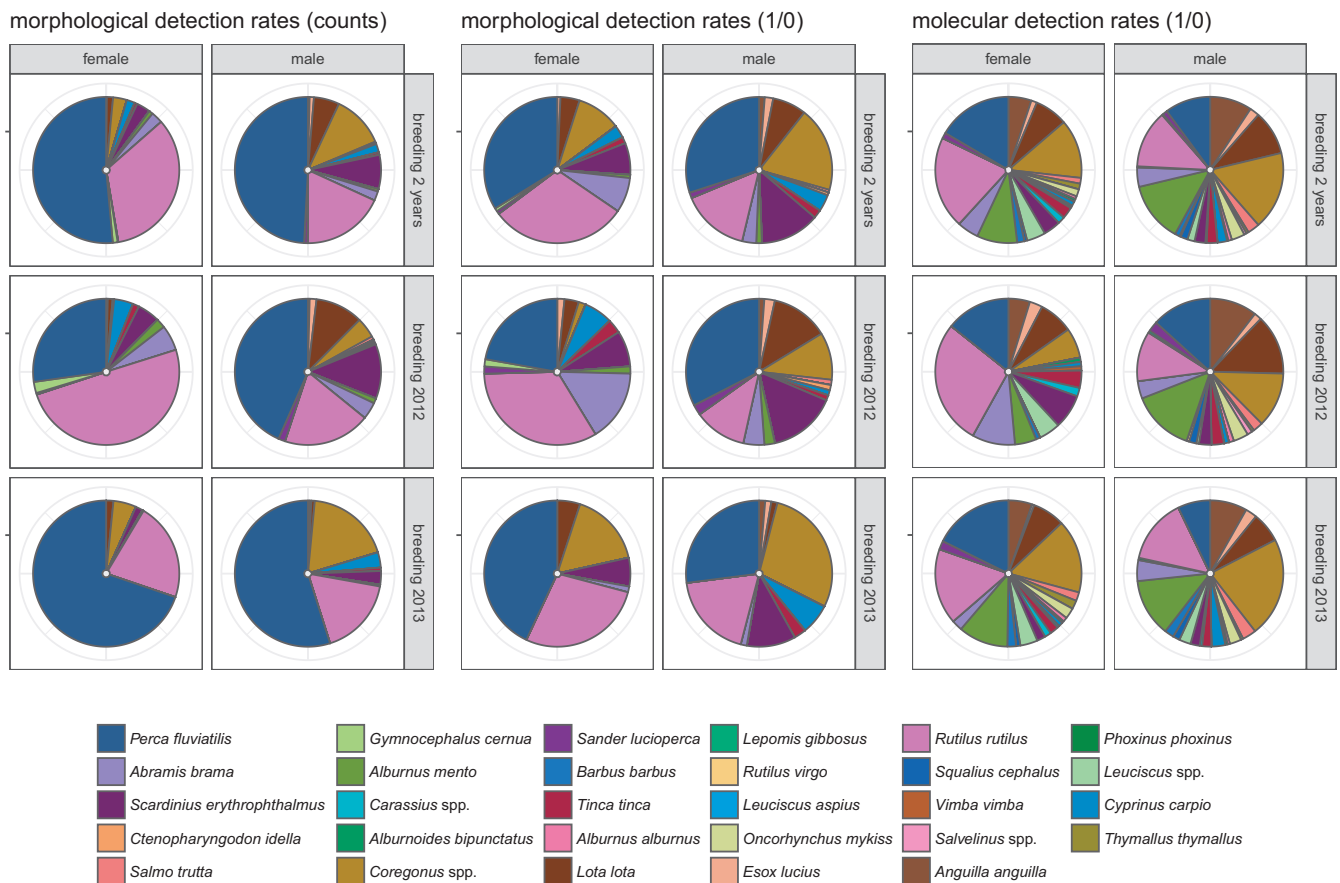 morphological detection rates (counts)
morphological detection rates (1/0)
molecular detection rates (1/0)
female
male
female
male
female
male
breeding 2 years
breeding 2 years
breeding 2 years
breeding 2012
breeding 2012
breeding 2012
breeding 2013
breeding 2013
breeding 2013
Perca fluviatilis
Gymnocephalus cernua
Sander lucioperca
Lepomis gibbosus
Rutilus rutilus
Phoxinus phoxinus
Abramis brama
Alburnus mento
Barbus barbus
Rutilus virgo
Squalius cephalus
Leuciscus spp.
Scardinius erythrophthalmus
Carassius spp.
Tinca tinca
Leuciscus aspius
Vimba vimba
Cyprinus carpio
Ctenopharyngodon idella
Alburnoides bipunctatus
Alburnus alburnus
Oncorhynchus mykiss
Salvelinus spp.
Thymallus thymallus
Salmo trutta
Coregonus spp.
Lota lota
Esox lucius
Anguilla anguilla